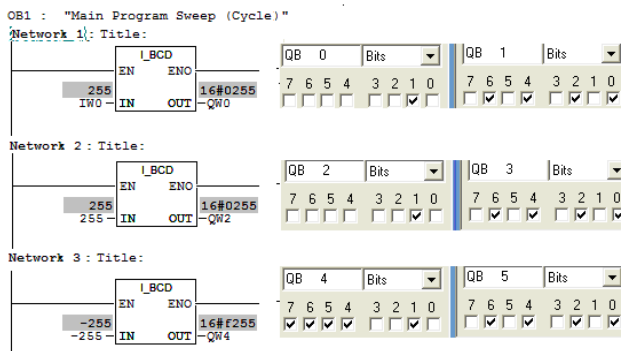 OB1 : "Main Program Sweep (Cycle)"
Network 1: Title:
I_BCD
EN ENO
255 16#0255
IW0 IN OUT QW0
QB 0 Bits QB 1 Bits
7 6 5 4 3 2 1 0 7 6 5 4 3 2 1 0
Network 2 : Title:
I_BCD
EN ENO
255 16#0255
255 IN OUT QW2
QB 2 Bits QB 3 Bits
7 6 5 4 3 2 1 0 7 6 5 4 3 2 1 0
Network 3 : Title:
I_BCD
EN ENO
-255 16#f255
-255 IN OUT QW4
QB 4 Bits QB 5 Bits
7 6 5 4 3 2 1 0 7 6 5 4 3 2 1 0